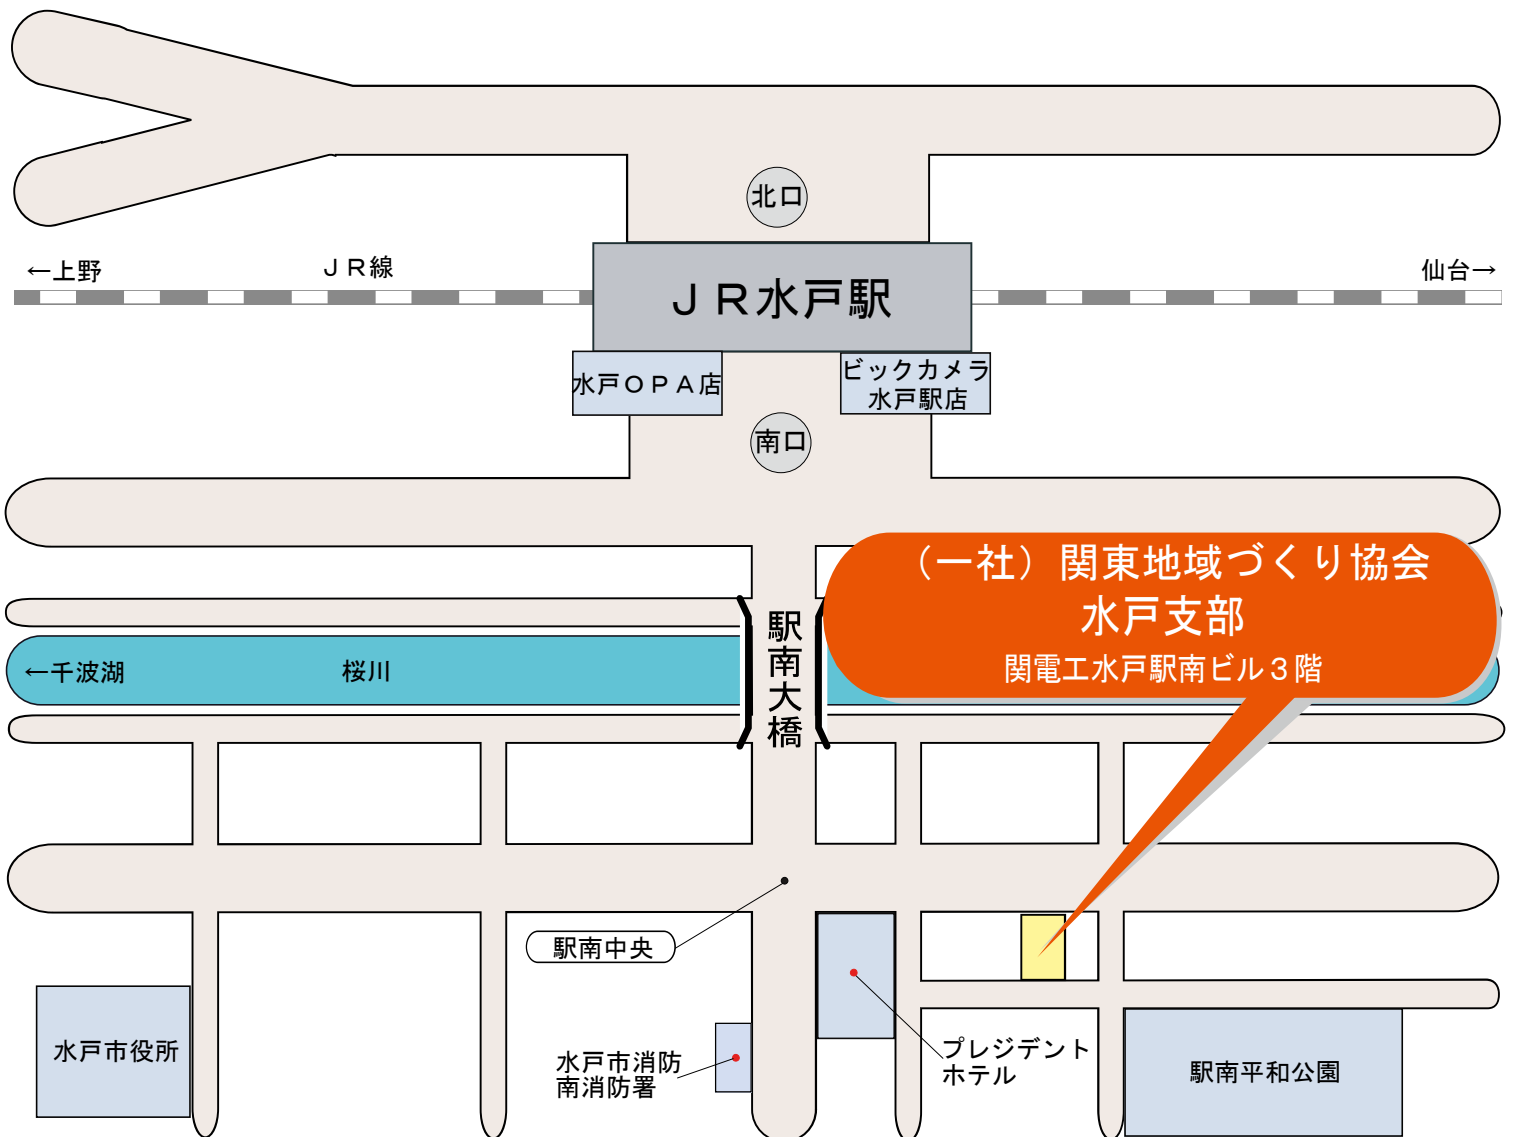 北口
←上野
ＪＲ線
仙台→
ＪＲ水戸駅
水戸ＯＰＡ店
ビックカメラ
水戸駅店
南口
（一社）関東地域づくり協会
水戸支部
関電工水戸駅南ビル３階
駅南大橋
←千波湖
桜川
駅南中央
水戸市役所
水戸市消防
南消防署
プレジデント
ホテル
駅南平和公園